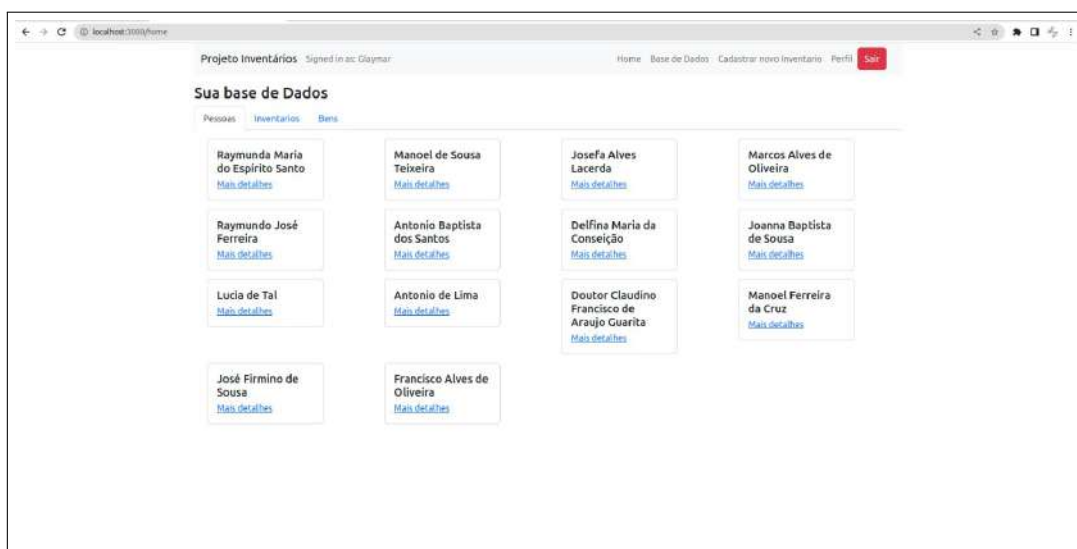 localhost:3000/home
Projeto Inventários Signed in as: Glaymar Home Base de Dados Cadastrar novo Inventario Perfil Sair
Sua base de Dados
Pessoas Inventarios Bens
Raymunda Maria
do Espírito Santo
Mais detalhes
Manoel de Sousa
Teixeira
Mais detalhes
Josefa Alves
Lacerda
Mais detalhes
Marcos Alves de
Oliveira
Mais detalhes
Raymundo José
Ferreira
Mais detalhes
Antonio Baptista
dos Santos
Mais detalhes
Delfina Maria da
Conseição
Mais detalhes
Joanna Baptista
de Sousa
Mais detalhes
Lucia de Tal
Mais detalhes
Antonio de Lima
Mais detalhes
Doutor Claudino
Francisco de
Araujo Guarita
Mais detalhes
Manoel Ferreira
da Cruz
Mais detalhes
José Firmino de
Sousa
Mais detalhes
Francisco Alves de
Oliveira
Mais detalhes